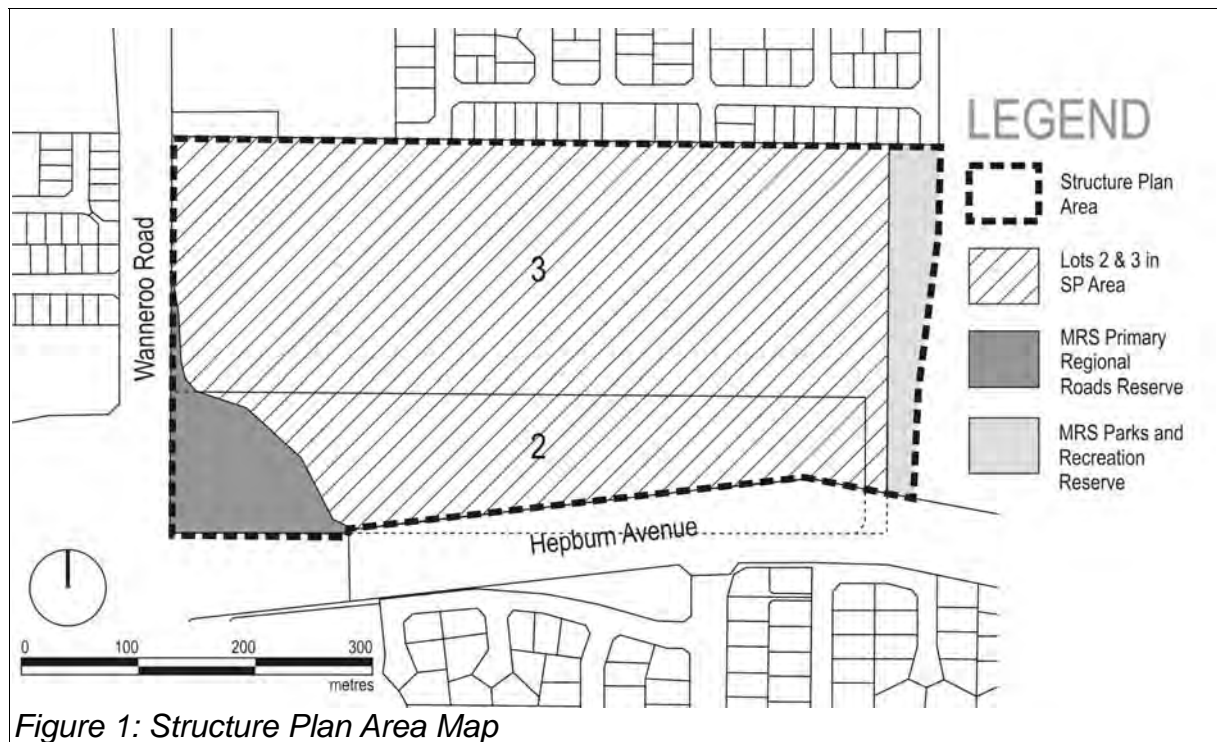 LEGEND
Structure Plan
Area
Lots 2 & 3 in
SP Area
MRS Primary
Regional
Roads Reserve
MRS Parks and
Recreation
Reserve
Wanneroo Road
3
2
Hepburn Avenue
0 100 200 300
metres
Figure 1: Structure Plan Area Map